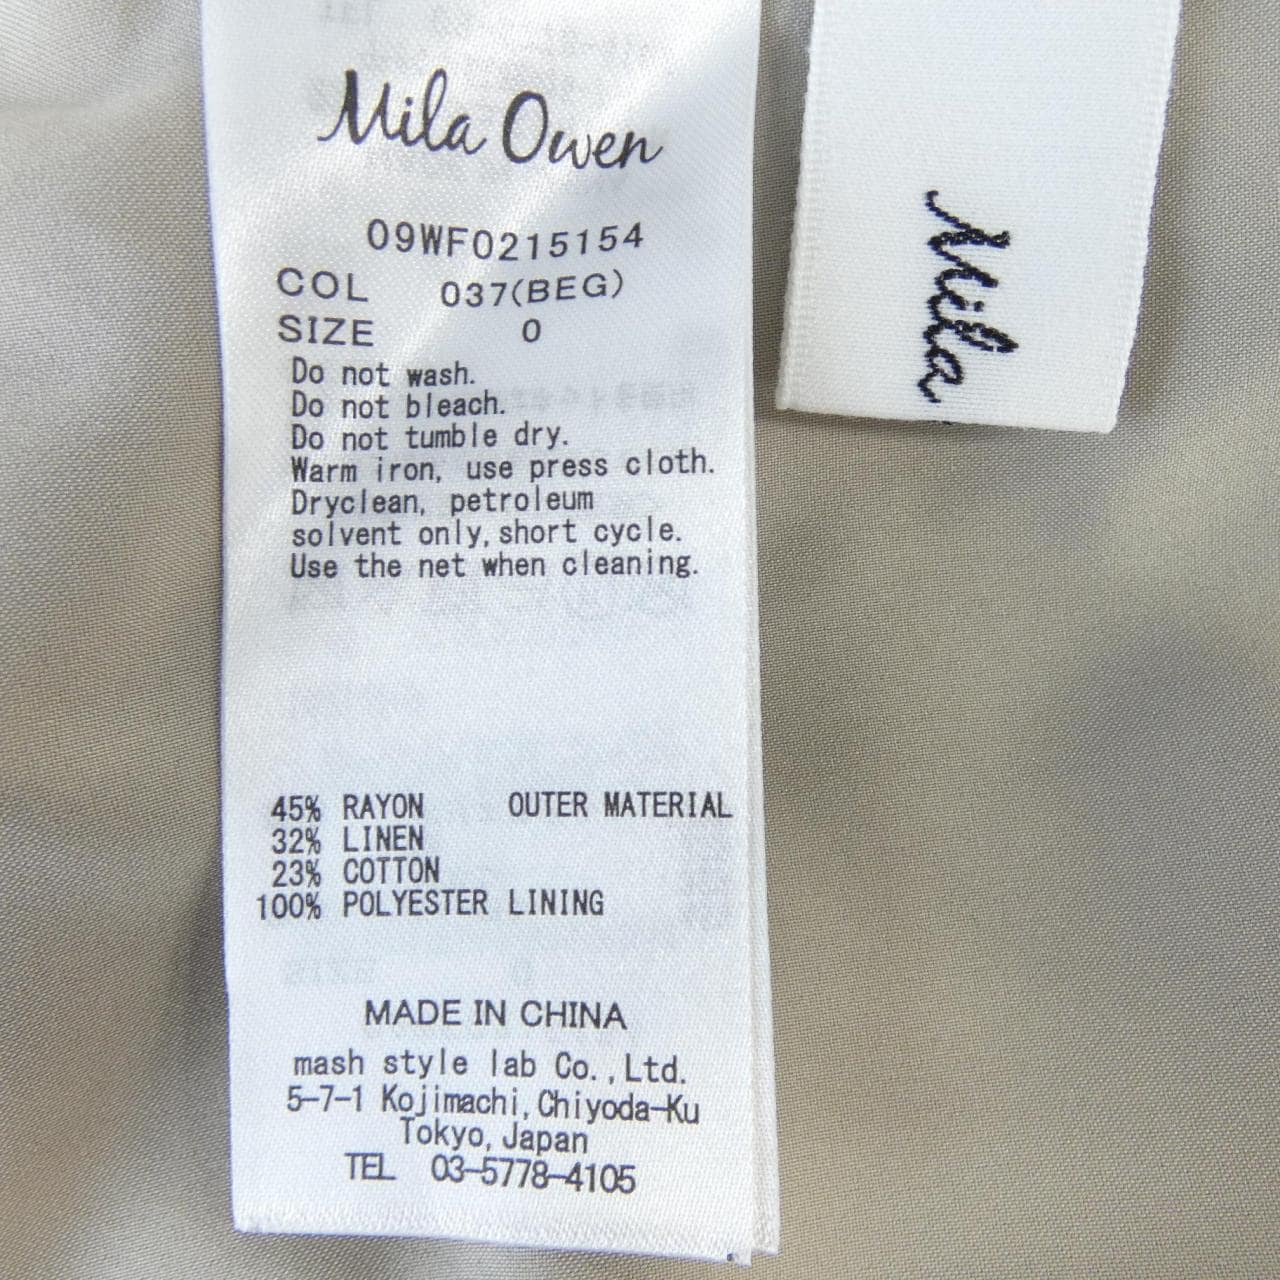 Mila Owen
09WF0215154
COL 037(BEG)
SIZE 0
Do not wash.
Do not bleach.
Do not tumble dry.
Warm iron, use press cloth.
Dryclean, petroleum
solvent only, short cycle.
Use the net when cleaning.
45% RAYON OUTER MATERIAL
32% LINEN
23% COTTON
100% POLYESTER LINING
MADE IN CHINA
mash style lab Co., Ltd.
5-7-1 Kojimachi, Chiyoda-Ku
Tokyo, Japan
TEL 03-5778-4105
Mila